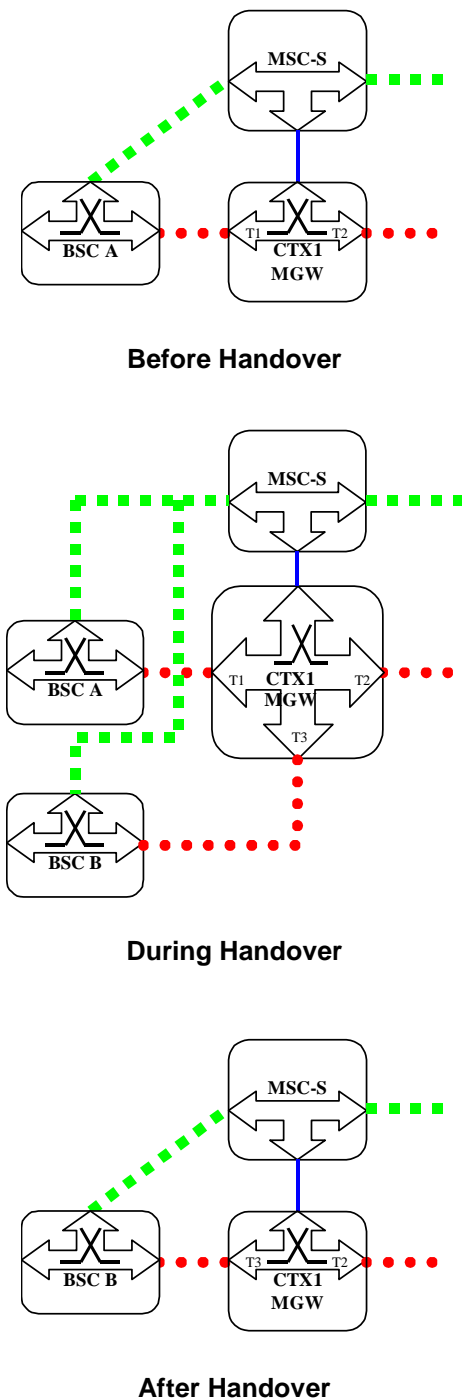 MSC-S
BSC A
T1
T2
CTX1
MGW
Before Handover
MSC-S
BSC A
T1
CTX1
T2
MGW
T3
BSC B
During Handover
MSC-S
BSC B
T3
T2
CTX1
MGW
After Handover